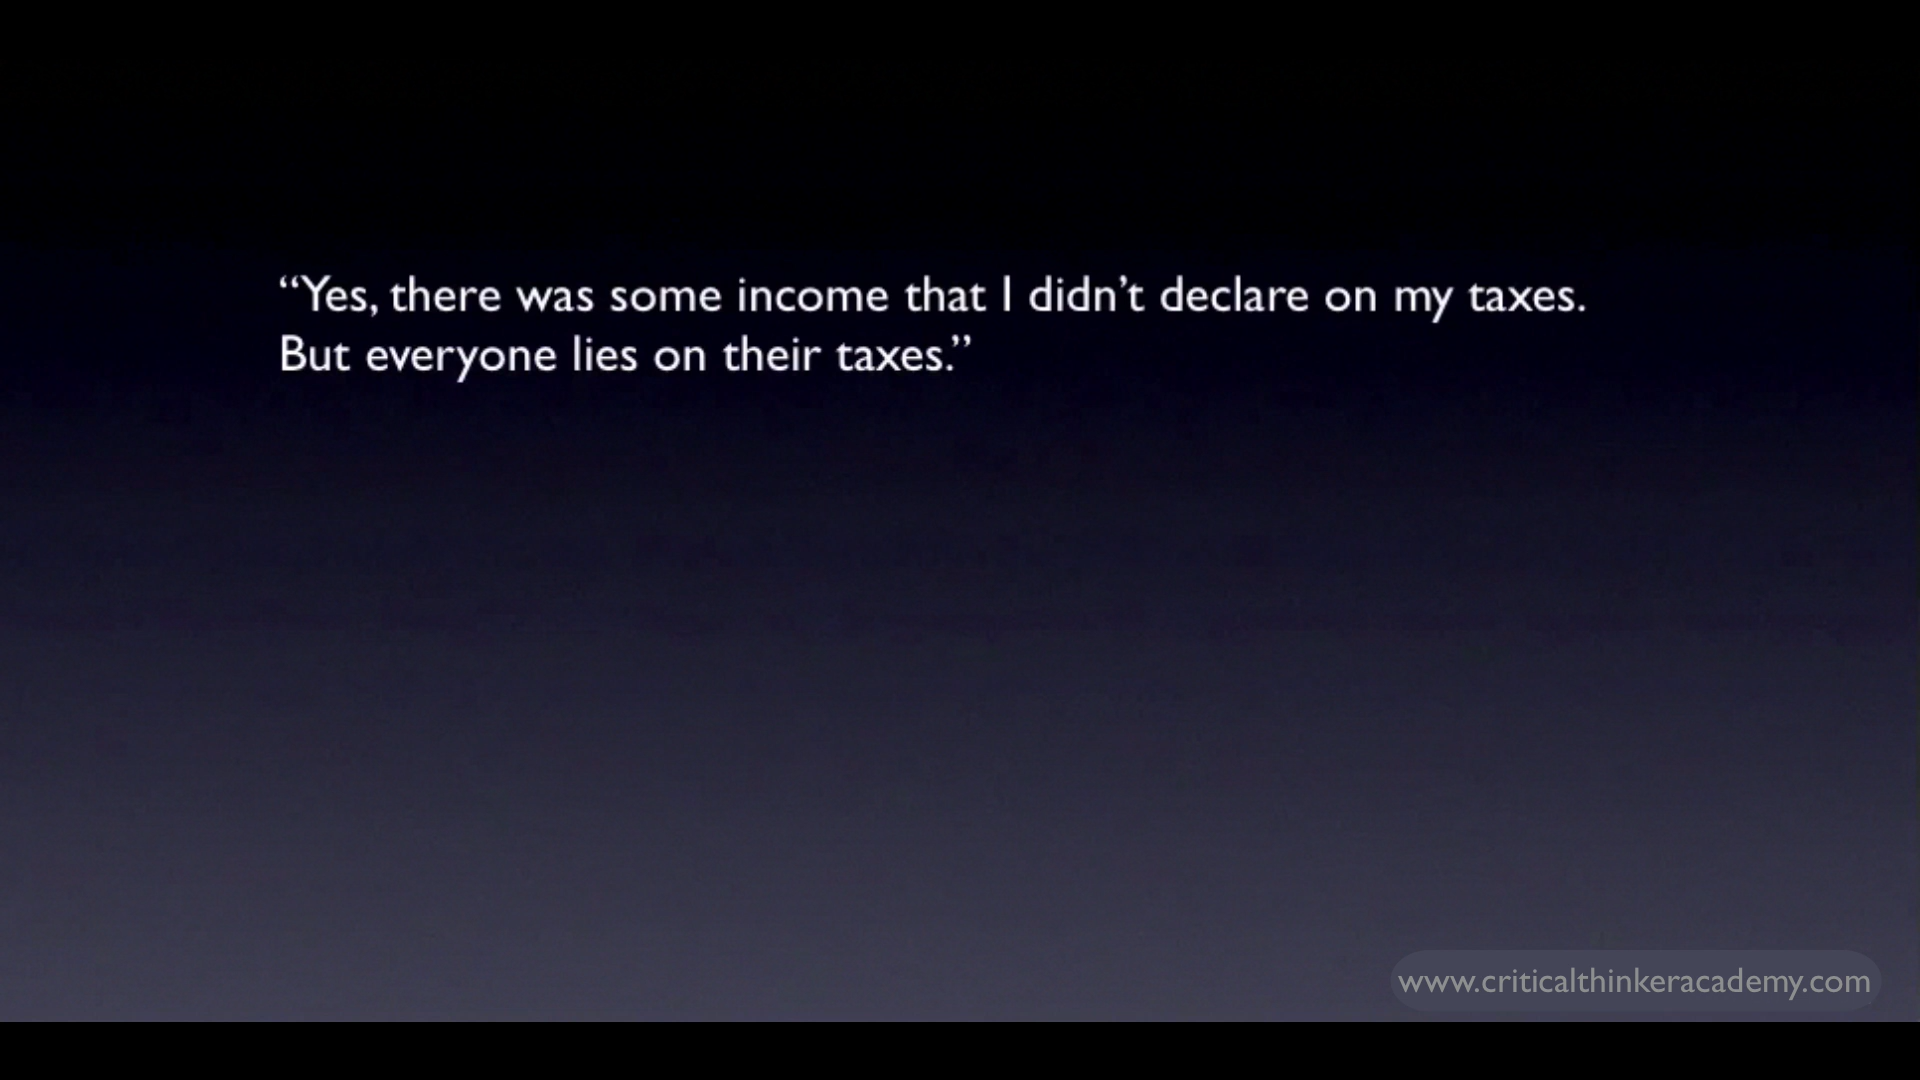 “Yes, there was some income that I didn’t declare on my taxes.
But everyone lies on their taxes.”
www.criticalthinkeracademy.com